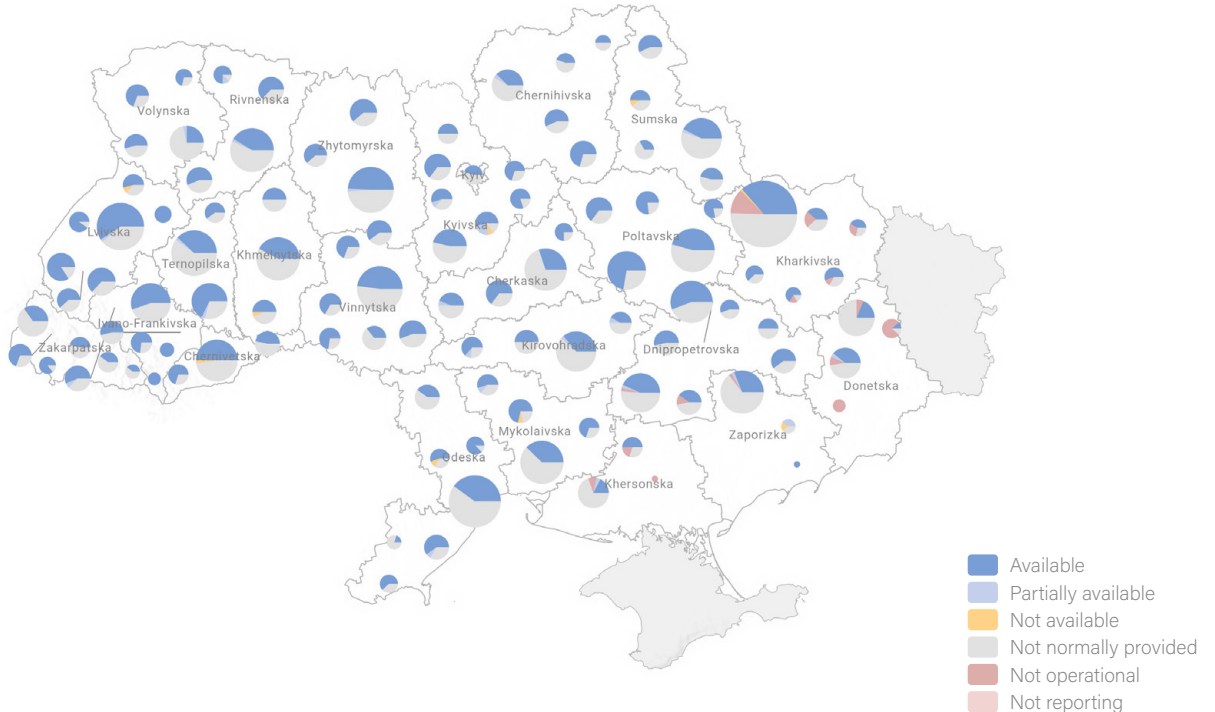 Chernihivska
Rivnenska
Volynska
Sumska
Zhytomyrska
Kyiv
Kyivska
Lvivska
Poltavska
Khmelnytska
Ternopilska
Kharkivska
Cherkaska
Vinnytska
Ivano-Frankivska
Kirovohradska
Zakarpatska
Dnipropetrovska
Chernivetska
Donetska
Mykolaivska
Zaporizka
Odeska
Khersonska
Available
Partially available
Not available
Not normally provided
Not operational
Not reporting